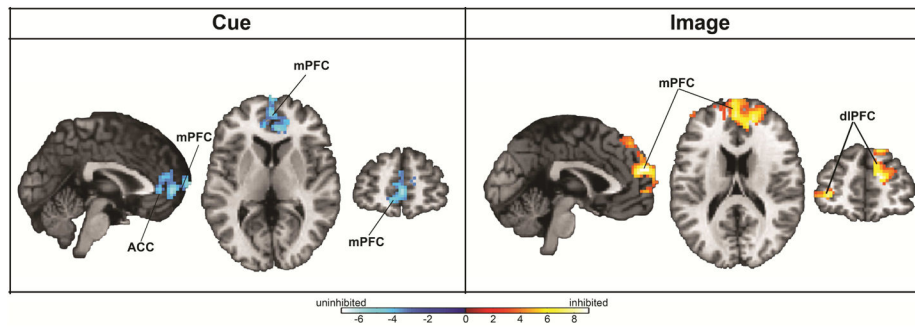 Cue
Image
mPFC
mPFC
mPFC
dlPFC
ACC
mPFC
uninhibited
inhibited
-6 -4 -2 0 2 4 6 8